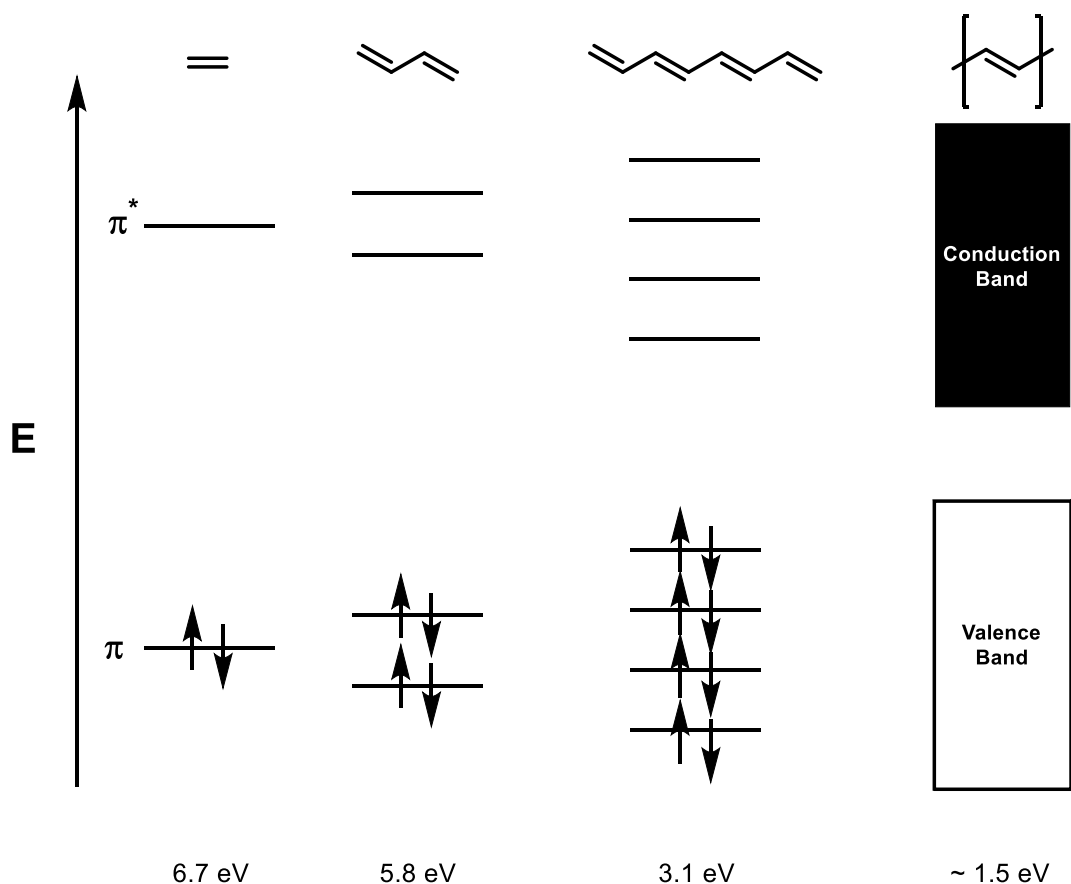 π*
Conduction
Band
E
π
Valence
Band
6.7 eV
5.8 eV
3.1 eV
~ 1.5 eV